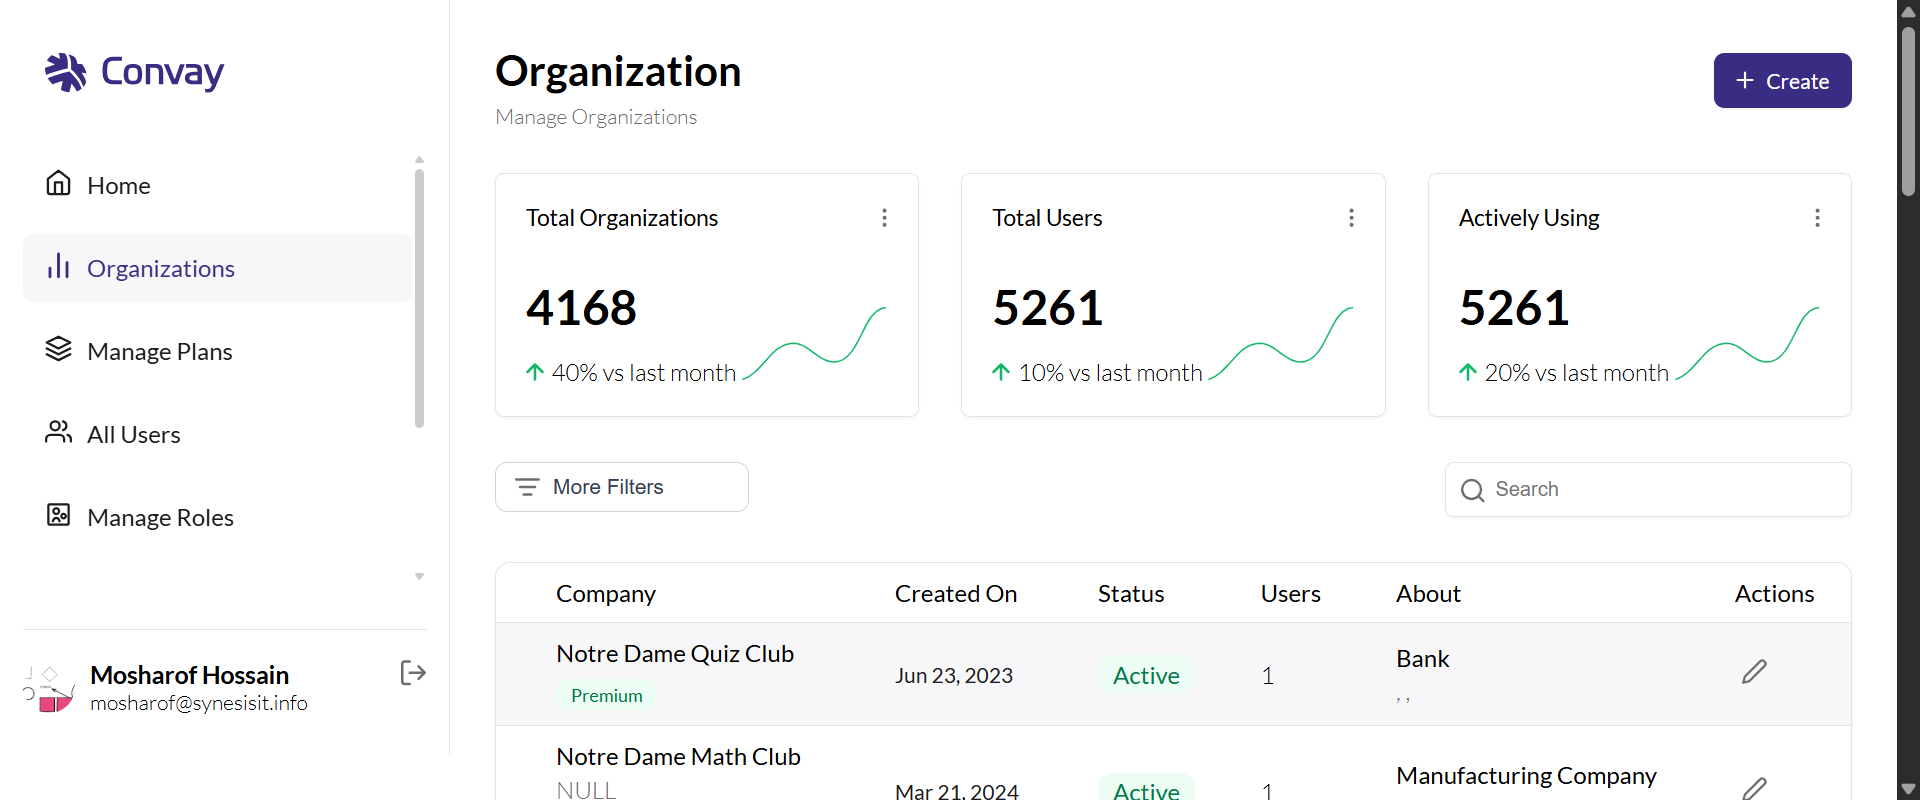 Convay
Home
Organizations
Manage Plans
All Users
Manage Roles
Mosharof Hossain
mosharof@synesisit.info
Organization
Manage Organizations
+ Create
Total Organizations
4168
40% vs last month
Total Users
5261
10% vs last month
Actively Using
5261
20% vs last month
More Filters
Search
Company Created On Status Users About Actions
Notre Dame Quiz Club
Premium
Jun 23, 2023
Active
1
Bank
, ,
Notre Dame Math Club
NULL
Mar 21, 2024
Active
1
Manufacturing Company